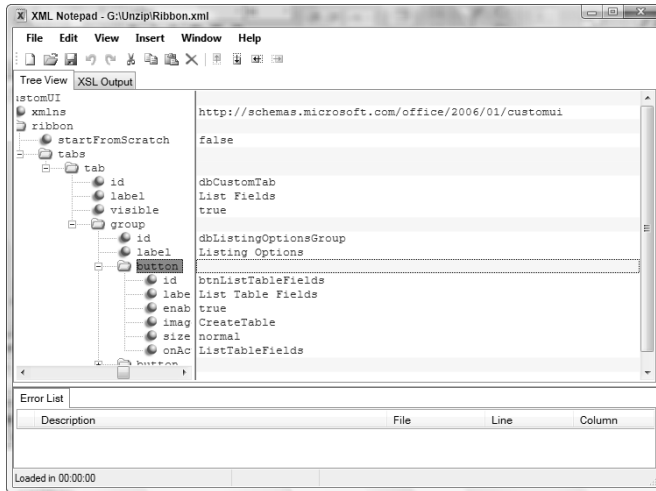 XML Notepad - G:\Unzip\Ribbon.xml
File Edit View Insert Window Help
Tree View XSL Output
ustomUI
xmlns http://schemas.microsoft.com/office/2006/01/customui
ribbon
startFromScratch false
tabs
tab
id dbCustomTab
label List Fields
visible true
group
id dbListingOptionsGroup
label Listing Options
button
id btnListTableFields
labe List Table Fields
enab true
imag CreateTable
size normal
onAc ListTableFields
button
Error List
Description File Line Column
Loaded in 00:00:00